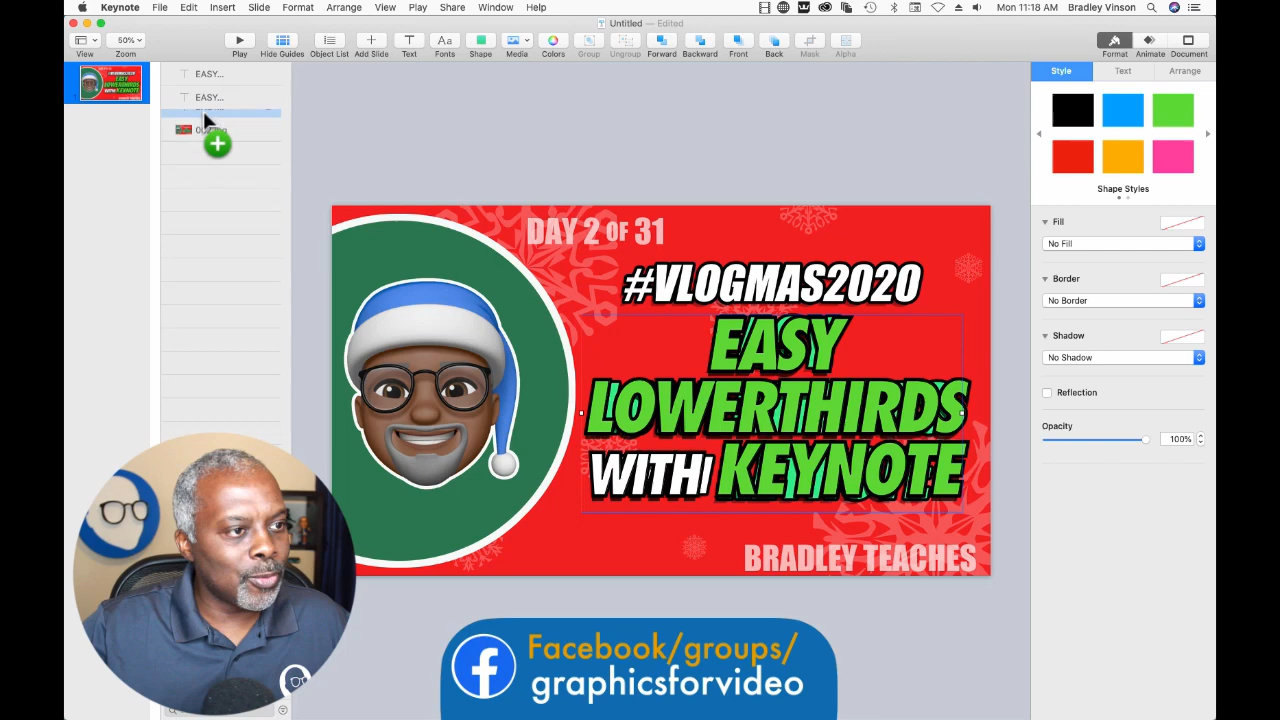 Keynote File Edit Insert Slide Format Arrange View Play Share Window Help Mon 11:18 AM Bradley Vinson
Untitled — Edited
50%
View Zoom Play Hide Guides Object List Add Slide Text Fonts Shape Media Colors Group Ungroup Forward Backward Front Back Mask Alpha Format Animate Document
EASY...
EASY...
Style Text Arrange
Shape Styles
Fill
No Fill
Border
No Border
Shadow
No Shadow
Reflection
Opacity
100%
DAY 2 OF 31
#VLOGMAS2020
EASY
LOWERTHIRDS
WITH KEYNOTE
BRADLEY TEACHES
Facebook/groups/
graphicsforvideo